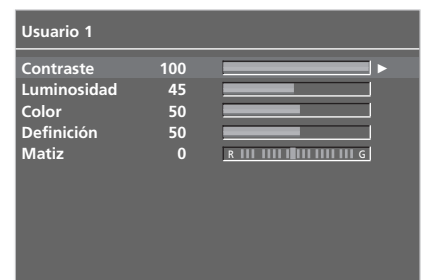 Usuario 1
Contraste 100
Luminosidad 45
Color 50
Definición 50
Matiz 0 R G